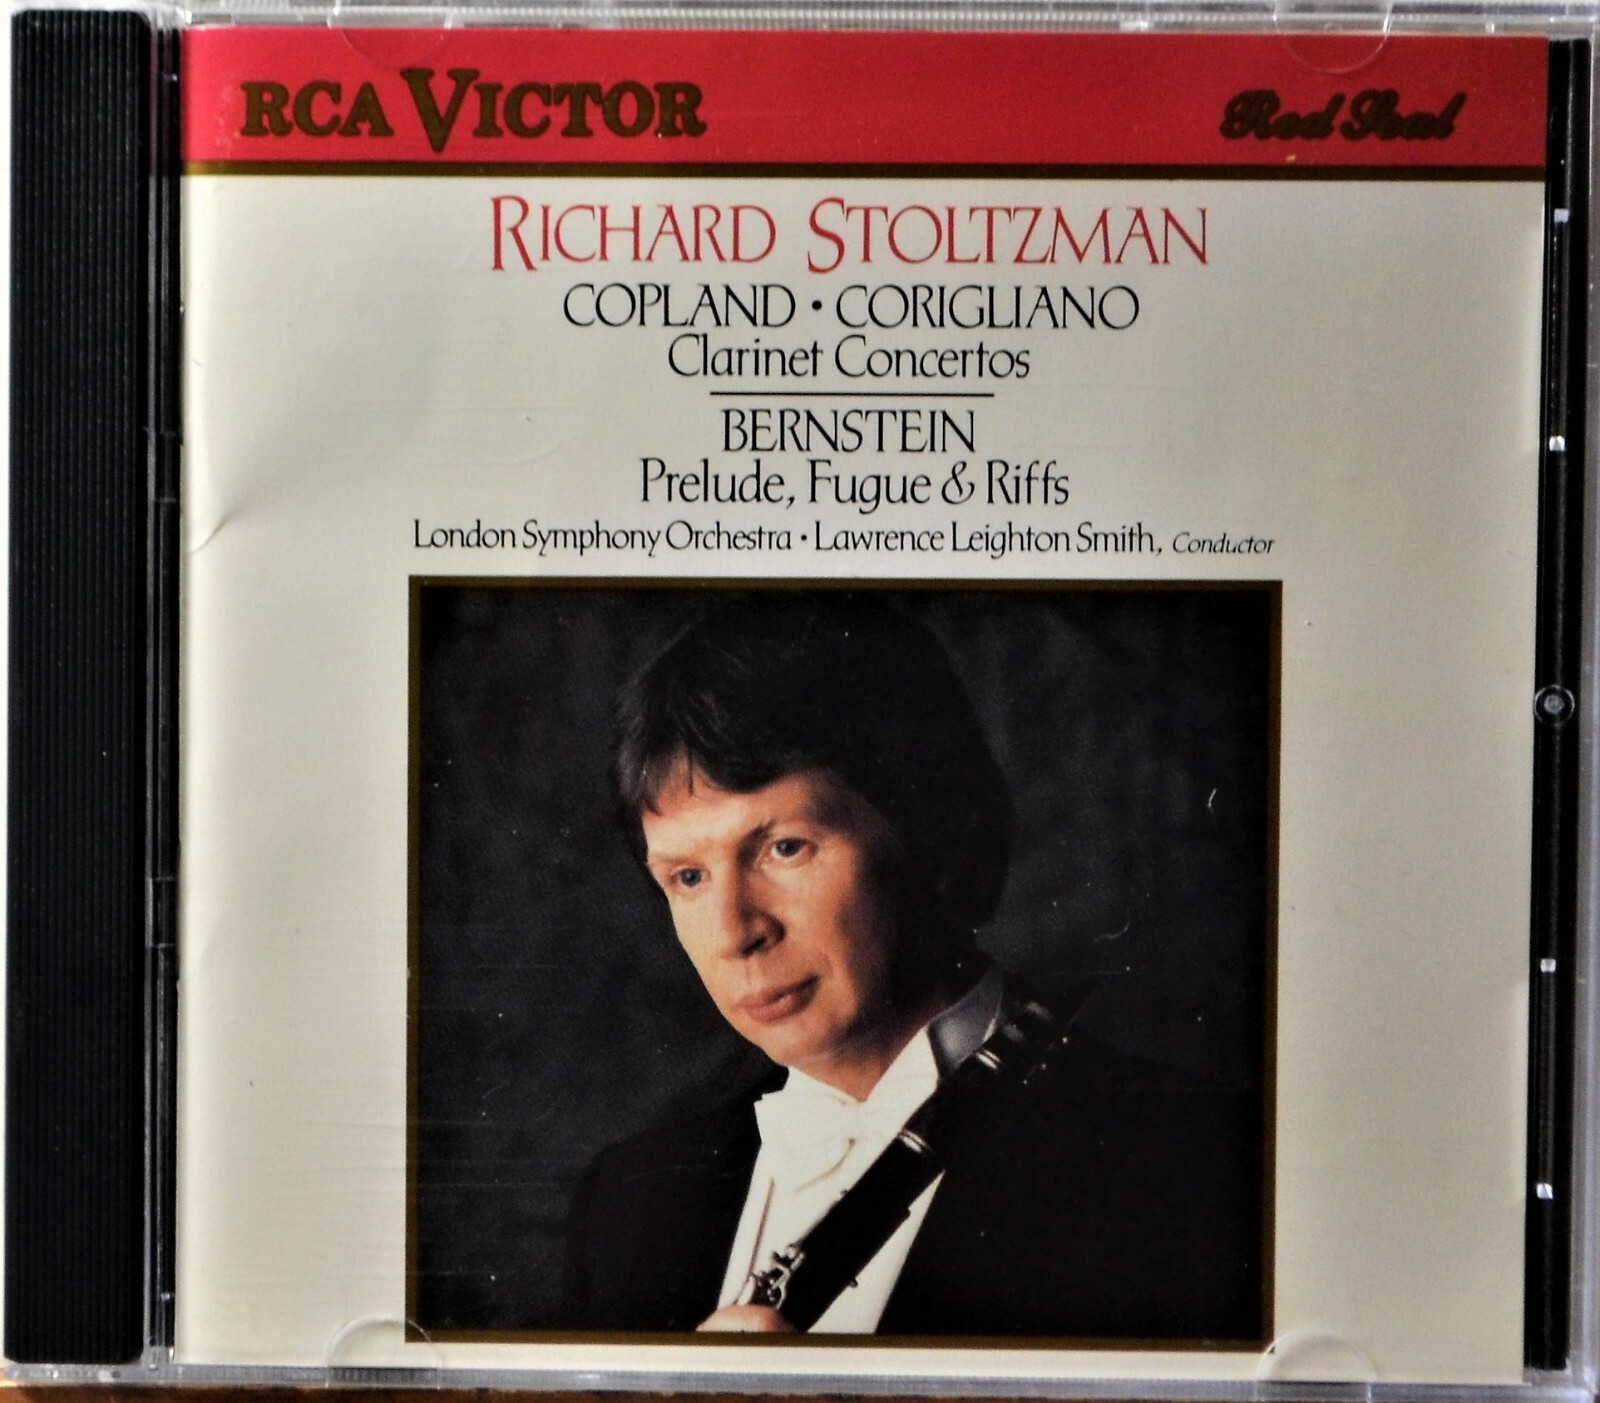 RCA VICTOR Red Seal
RICHARD STOLTZMAN
COPLAND • CORIGLIANO
Clarinet Concertos
BERNSTEIN
Prelude, Fugue & Riffs
London Symphony Orchestra • Lawrence Leighton Smith, Conductor